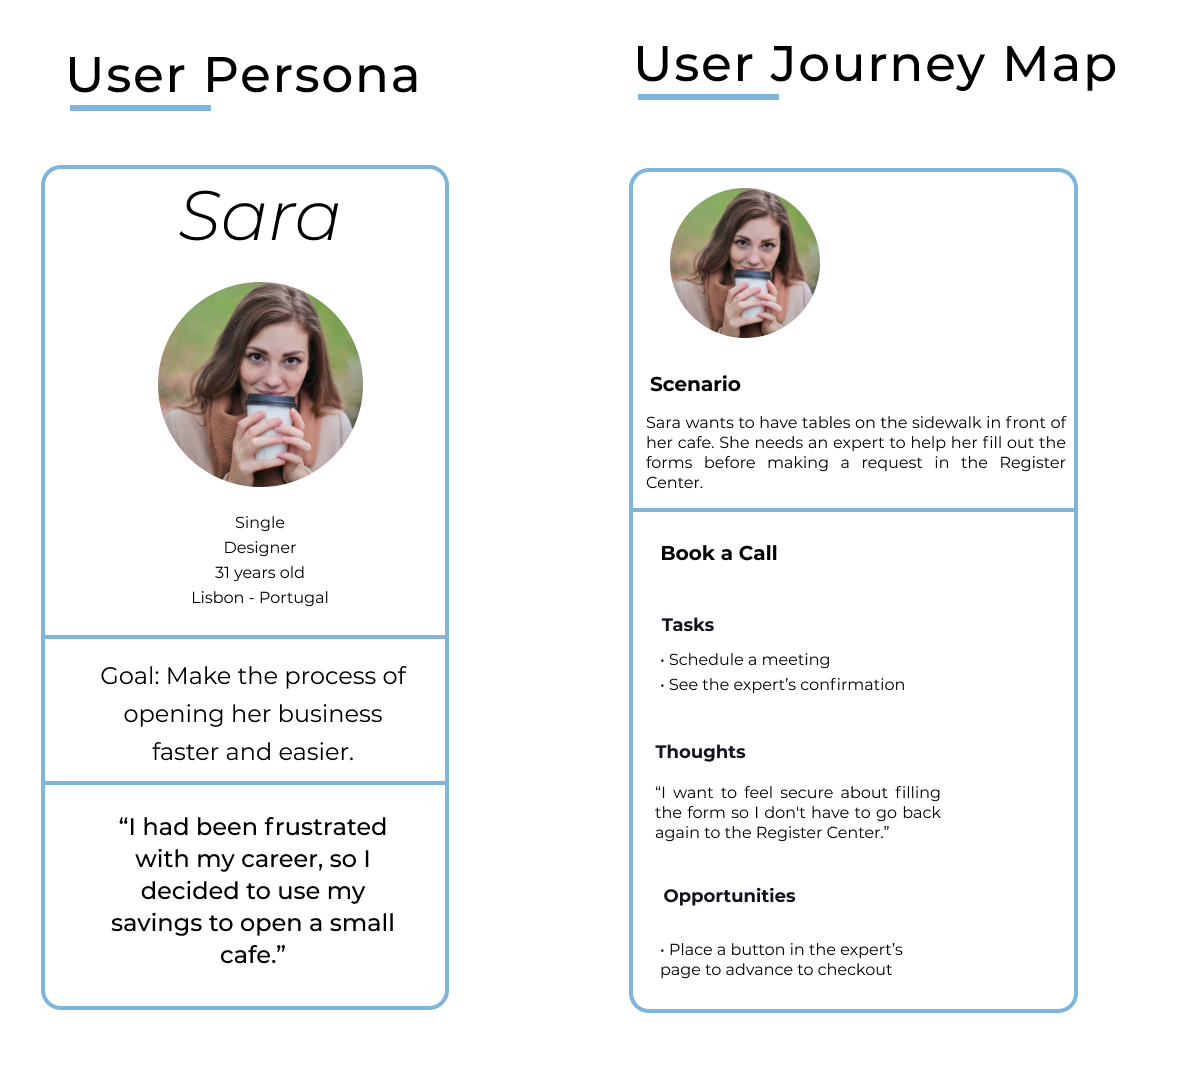 User Persona
Sara
Single
Designer
31 years old
Lisbon - Portugal
Goal: Make the process of
opening her business
faster and easier.
“I had been frustrated
with my career, so I
decided to use my
savings to open a small
cafe.”
User Journey Map
Scenario
Sara wants to have tables on the sidewalk in front of
her cafe. She needs an expert to help her fill out the
forms before making a request in the Register
Center.
Book a Call
Tasks
• Schedule a meeting
• See the expert’s confirmation
Thoughts
“I want to feel secure about filling
the form so I don't have to go back
again to the Register Center.”
Opportunities
• Place a button in the expert’s
page to advance to checkout